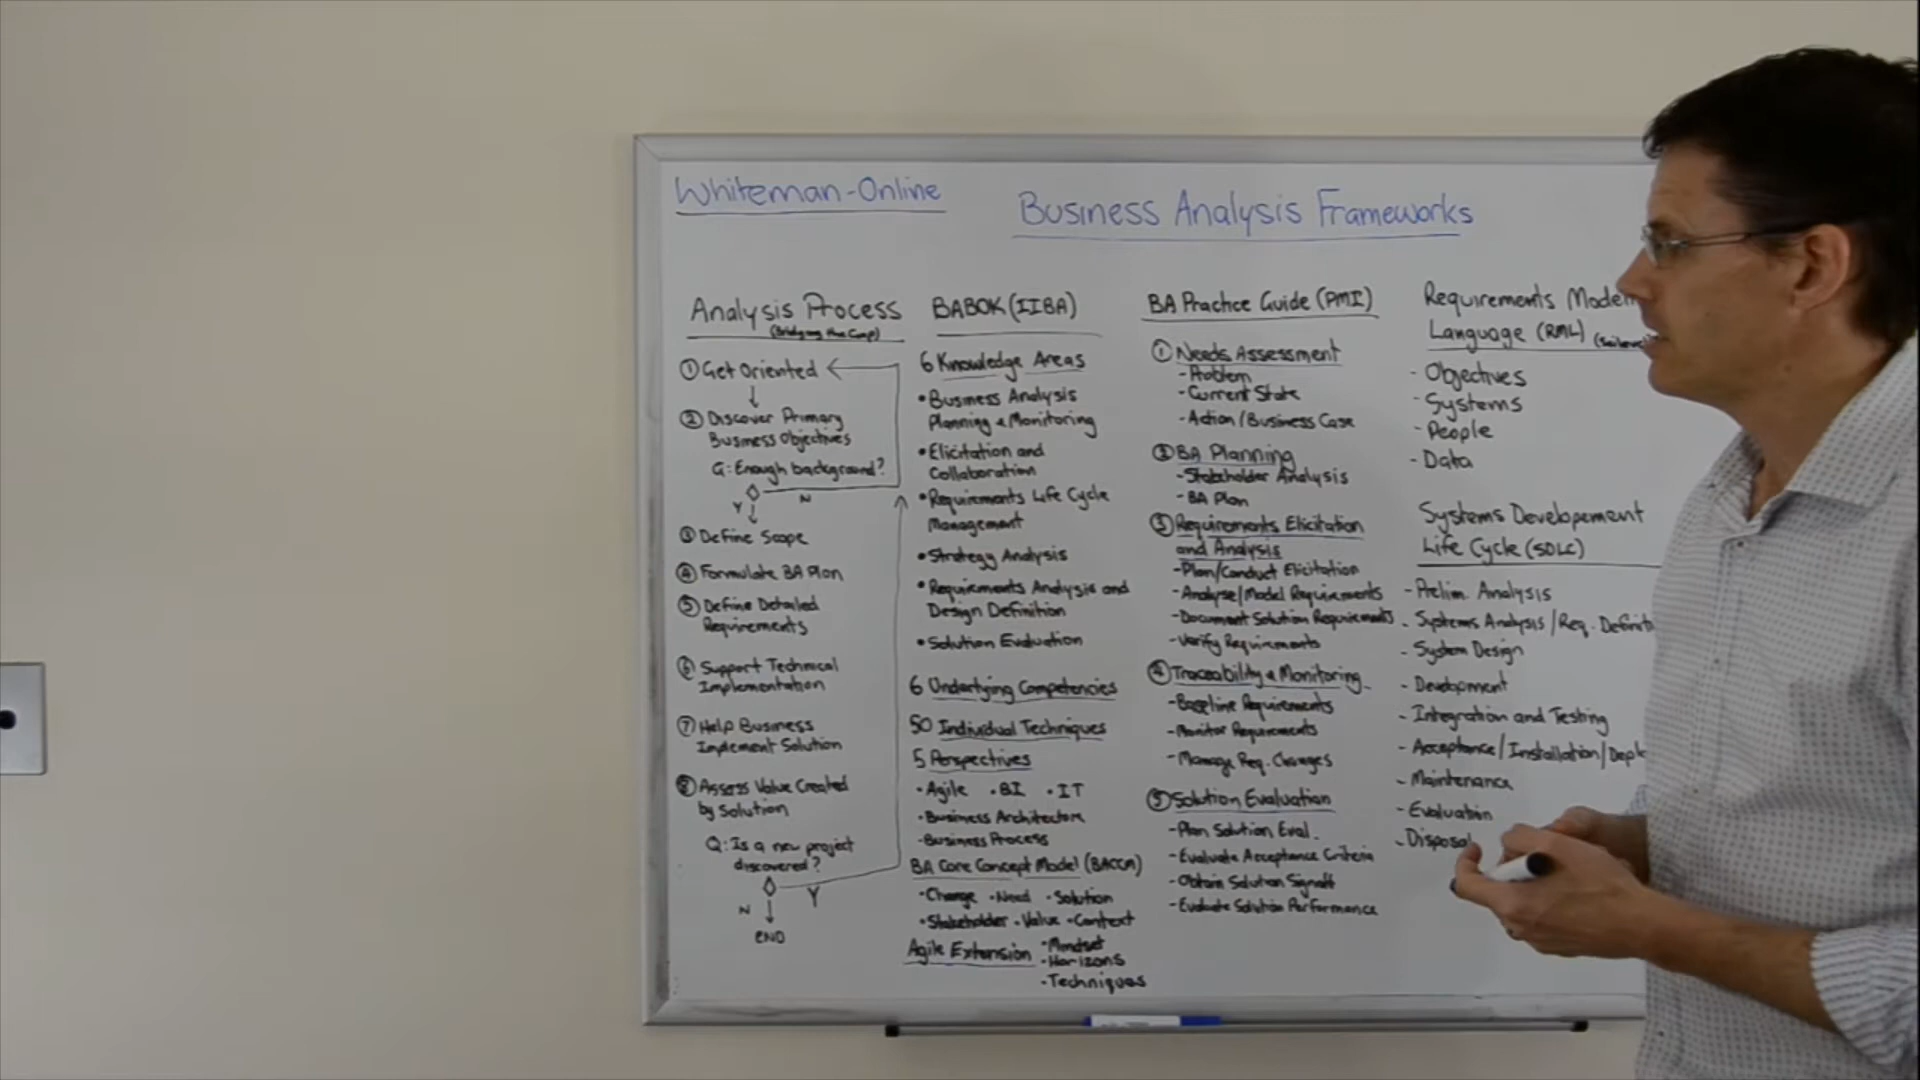 Whiteman-Online
Business Analysis Frameworks
Analysis Process
(Bridging the Gap)
① Get Oriented
② Discover Primary
Business Objectives
Q: Enough background?
N
Y
③ Define Scope
④ Formulate BA Plan
⑤ Define Detailed
Requirements
⑥ Support Technical
Implementation
⑦ Help Business
Implement Solution
⑧ Assess Value Created
by Solution
Q: Is a new project
discovered?
Y
N
END
BABOK (IIBA)
6 Knowledge Areas
• Business Analysis
Planning & Monitoring
• Elicitation and
Collaboration
• Requirements Life Cycle
Management
• Strategy Analysis
• Requirements Analysis and
Design Definition
• Solution Evaluation
6 Underlying Competencies
50 Individual Techniques
5 Perspectives
• Agile • BI • IT
• Business Architecture
• Business Process
BA Core Concept Model (BACCM)
• Change • Need • Solution
• Stakeholder • Value • Context
Agile Extension • Mindset
- Horizons
• Techniques
BA Practice Guide (PMI)
① Needs Assessment
- Problem
- Current State
- Action/Business Case
② BA Planning
- Stakeholder Analysis
- BA Plan
③ Requirements Elicitation
and Analysis
- Plan/Conduct Elicitation
- Analyse/Model Requirements
- Document Solution Requirements
- Verify Requirements
④ Traceability & Monitoring
- Baseline Requirements
- Monitor Requirements
- Manage Req. Changes
⑤ Solution Evaluation
- Plan Solution Eval.
- Evaluate Acceptance Criteria
- Obtain Solution Signoff
- Evaluate Solution Performance
Requirements Model
Language (RML)
- Objectives
- Systems
- People
- Data
Systems Developement
Life Cycle (SDLC)
- Prelim. Analysis
- Systems Analysis/Req. Definit
- System Design
- Development
- Integration and Testing
- Acceptance/Installation/Depl
- Maintenance
- Evaluation
- Disposal